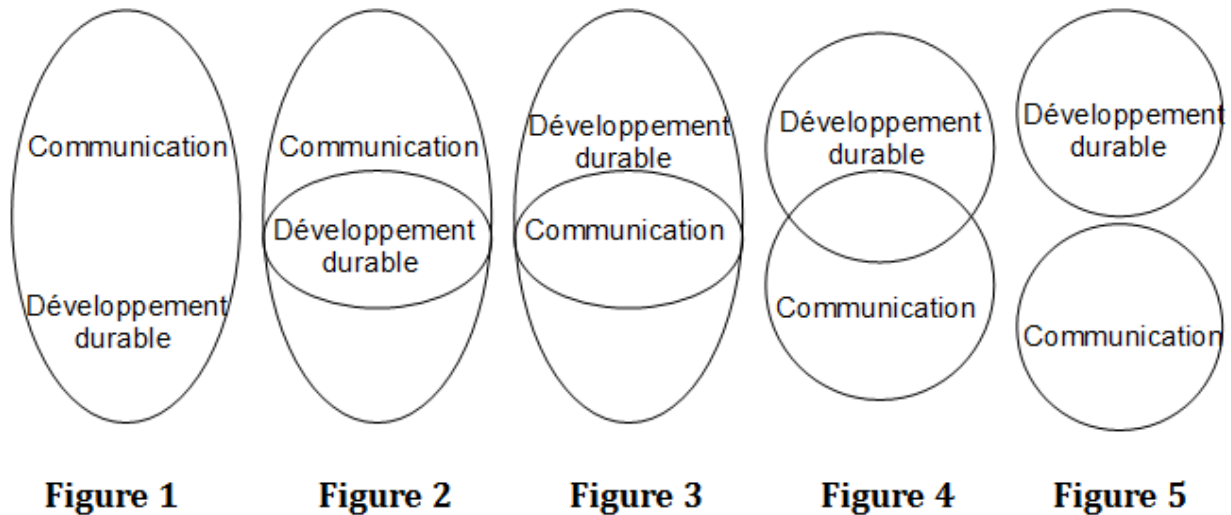 Communication
Développement
durable
Communication
Développement
durable
Développement
durable
Communication
Développement
durable
Communication
Développement
durable
Communication
Figure 1
Figure 2
Figure 3
Figure 4
Figure 5